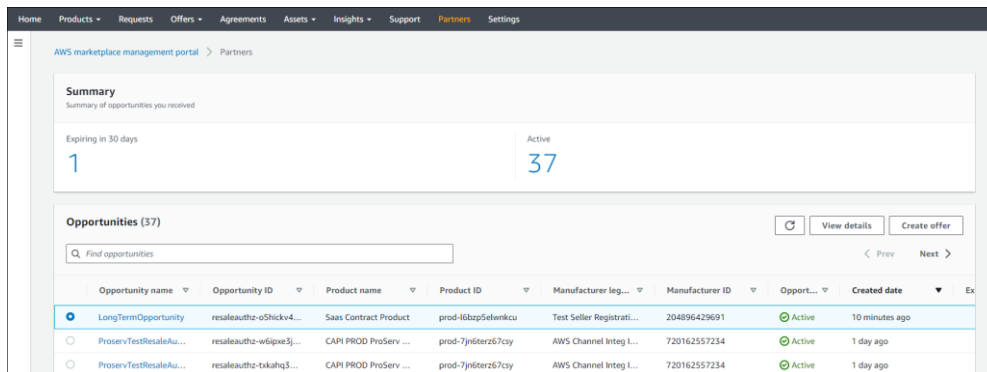 Home Products Requests Offers Agreements Assets Insights Support Partners Settings
AWS marketplace management portal > Partners
Summary
Summary of opportunities you received
Expiring in 30 days Active
1 37
Opportunities (37) View details Create offer
Find opportunities < Prev Next >
Opportunity name Opportunity ID Product name Product ID Manufacturer leg... Manufacturer ID Opport... Created date Ex
LongTermOpportunity resaleauthz-o5hickv4... Saas Contract Product prod-l6bzp5elwnkcu Test Seller Registrati... 204896429691 Active 10 minutes ago
ProservTestResaleAu... resaleauthz-w6ipxe3j... CAPI PROD ProServ ... prod-7jn6terz67csy AWS Channel Integ I... 720162557234 Active 1 day ago
ProservTestResaleAu... resaleauthz-txkahq3... CAPI PROD ProServ ... prod-7jn6terz67csy AWS Channel Integ I... 720162557234 Active 1 day ago